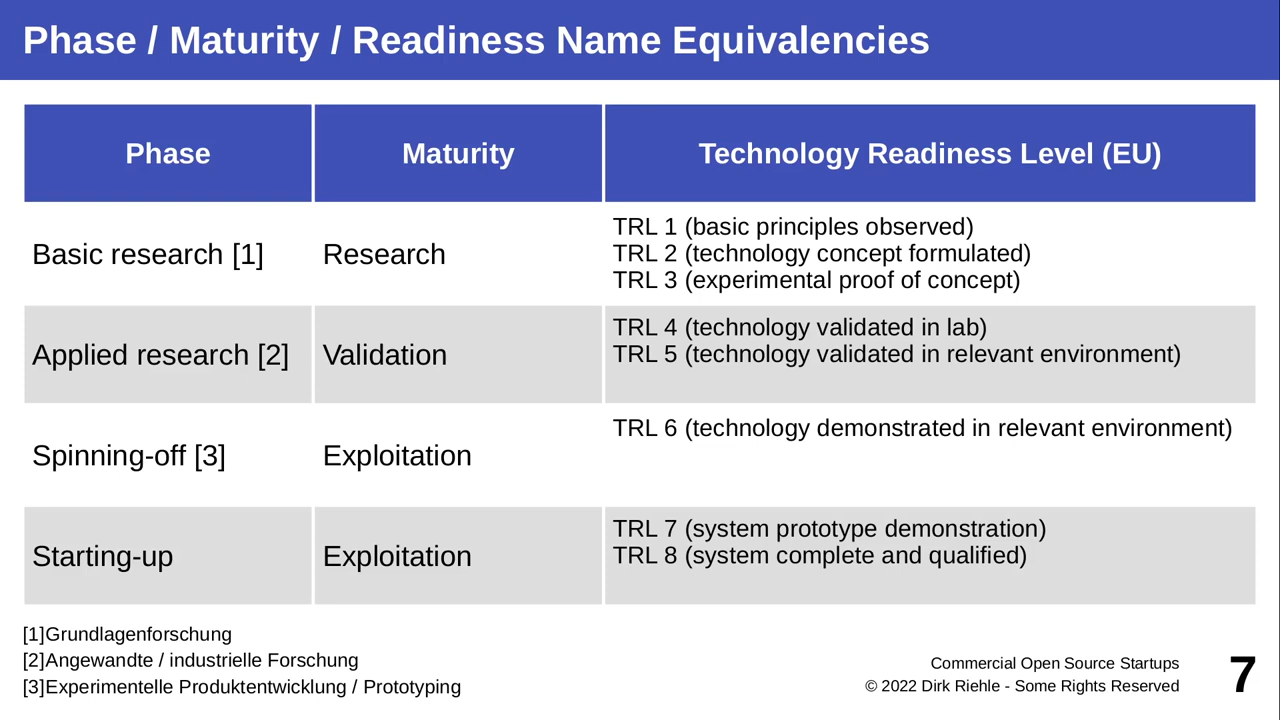 Phase / Maturity / Readiness Name Equivalencies
Phase
Maturity
Technology Readiness Level (EU)
Basic research [1]
Research
TRL 1 (basic principles observed)
TRL 2 (technology concept formulated)
TRL 3 (experimental proof of concept)
Applied research [2]
Validation
TRL 4 (technology validated in lab)
TRL 5 (technology validated in relevant environment)
Spinning-off [3]
Exploitation
TRL 6 (technology demonstrated in relevant environment)
Starting-up
Exploitation
TRL 7 (system prototype demonstration)
TRL 8 (system complete and qualified)
[1]Grundlagenforschung
[2]Angewandte / industrielle Forschung
[3]Experimentelle Produktentwicklung / Prototyping
Commercial Open Source Startups
© 2022 Dirk Riehle - Some Rights Reserved
7